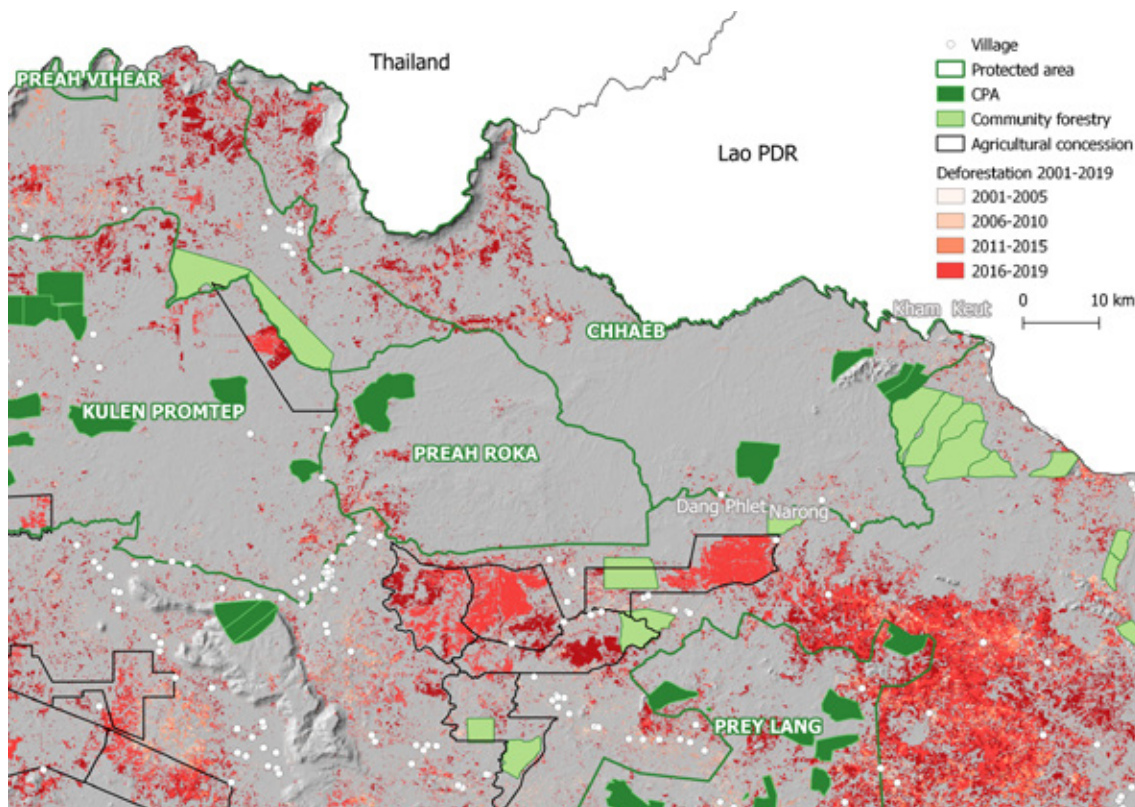 Thailand
Lao PDR
PREAH VIHEAR
Village
Protected area
CPA
Community forestry
Agricultural concession
Deforestation 2001-2019
2001-2005
2006-2010
2011-2015
2016-2019
0 10 km
Kham Keut
CHHAEB
KULEN PROMTEP
PREAH ROKA
Dang Phlet
Narong
PREY LANG